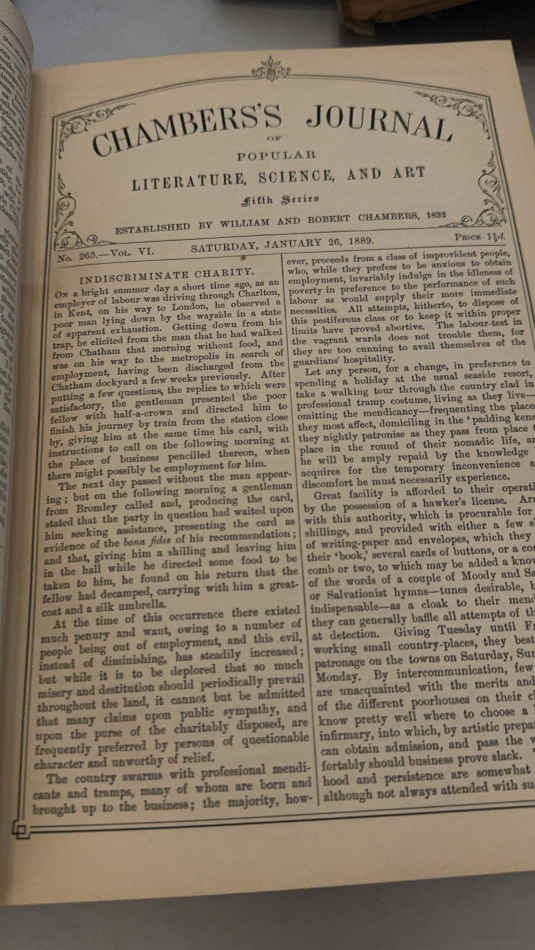 CHAMBERS'S JOURNAL
OF
POPULAR
LITERATURE, SCIENCE, AND ART
Fifth Series
ESTABLISHED BY WILLIAM AND ROBERT CHAMBERS, 1832
No. 265.—VOL. VI.
SATURDAY, JANUARY 26, 1889.
PRICE 1½d.
INDISCRIMINATE CHARITY.
ON a bright summer day a short time ago, as an
employer of labour was driving through Charlton,
in Kent, on his way to London, he observed a
poor man lying down by the wayside in a state
of apparent exhaustion. Getting down from his
trap, he elicited from the man that he had walked
from Chatham that morning without food, and
was on his way to the metropolis in search of
employment, having been discharged from the
Chatham dockyard a few weeks previously. After
putting a few questions, the replies to which were
satisfactory, the gentleman presented the poor
fellow with half-a-crown and directed him to
finish his journey by train from the station close
by, giving him at the same time his card, with
instructions to call on the following morning at
the place of business pencilled thereon, when
there might possibly be employment for him.
The next day passed without the man appear-
ing; but on the following morning a gentleman
from Bromley called and, producing the card,
stated that the party in question had waited upon
him seeking assistance, presenting the card as
evidence of the bona fides of his recommendation;
and that, giving him a shilling and leaving him
in the hall while he directed some food to be
taken to him, he found on his return that the
fellow had decamped, carrying with him a great-
coat and a silk umbrella.
At the time of this occurrence there existed
much penury and want, owing to a number of
people being out of employment, and this evil,
instead of diminishing, has steadily increased;
but while it is to be deplored that so much
misery and destitution should periodically prevail
throughout the land, it cannot but be admitted
that many claims upon public sympathy, and
upon the purse of the charitably disposed, are
frequently preferred by persons of questionable
character and unworthy of relief.
The country swarms with professional mendi-
cants and tramps, many of whom are born and
brought up to the business; the majority, how-
ever, proceeds from a class of improvident people,
who, while they profess to be anxious to obtain
employment, invariably indulge in the idleness of
poverty in preference to the performance of such
labour as would supply their more immediate
necessities. All attempts, hitherto, to dispose of
this pestiferous class or to keep it within proper
limits have proved abortive. The labour-test in
the vagrant wards does not trouble them, for
they are too cunning to avail themselves of the
guardians' hospitality.
Let any person, for a change, in preference to
spending a holiday at the usual seaside resort,
take a walking tour through the country clad in
professional tramp costume, living as they live—
omitting the mendicancy—frequenting the place
they most affect, domiciling in the 'padding kens
they nightly patronise as they pass from place
place in the round of their nomadic life, an
he will be amply repaid by the knowledge
acquires for the temporary inconvenience a
discomfort he must necessarily experience.
Great facility is afforded to their operati
by the possession of a hawker's license. Ar
with this authority, which is procurable for
shillings, and provided with either a few s
of writing-paper and envelopes, which they
their 'book,' several cards of buttons, or a co
comb or two, to which may be added a know
of the words of a couple of Moody and Sa
or Salvationist hymns—tunes desirable, b
indispensable—as a cloak to their mend
they can generally baffle all attempts of th
at detection. Giving Tuesday until Fr
working small country-places, they best
patronage on the towns on Saturday, Sun
Monday. By intercommunication, few
are unacquainted with the merits and
of the different poorhouses on their c
know pretty well where to choose a
infirmary, into which, by artistic prepa
can obtain admission, and pass the w
fortably should business prove slack.
hood and persistence are somewhat
although not always attended with su